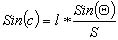 Sin(c) = l * Sin(Θ) / S